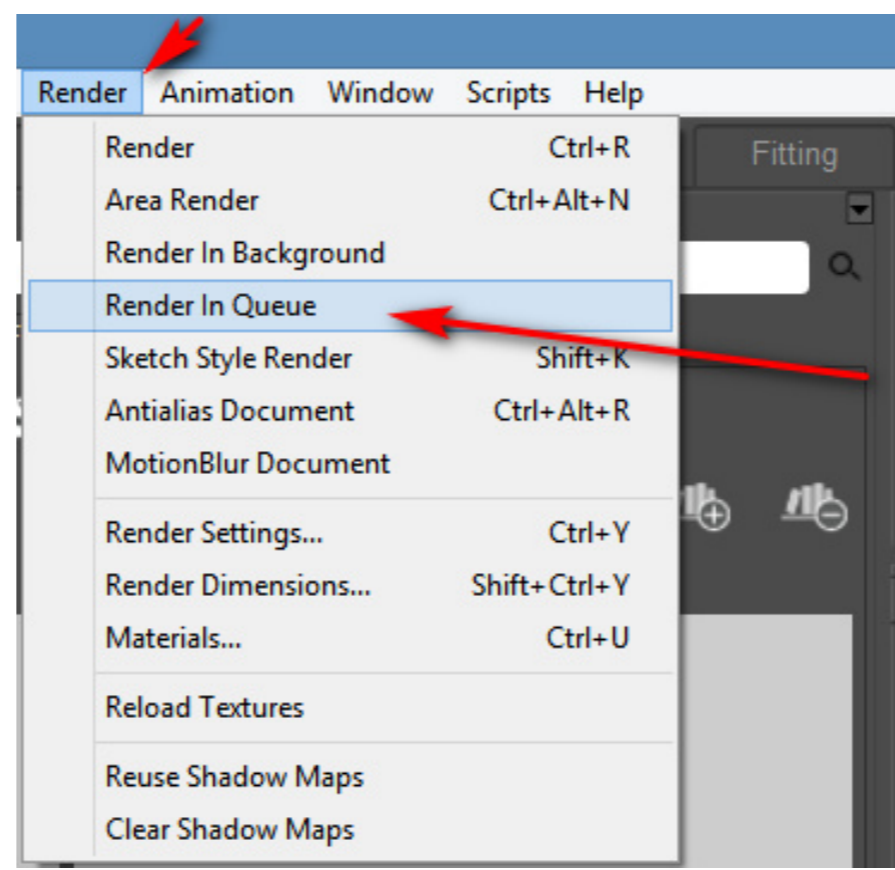 Render Animation Window Scripts Help
Fitting
Render Ctrl+R
Area Render Ctrl+Alt+N
Render In Background
Render In Queue
Sketch Style Render Shift+K
Antialias Document Ctrl+Alt+R
MotionBlur Document
Render Settings... Ctrl+Y
Render Dimensions... Shift+Ctrl+Y
Materials... Ctrl+U
Reload Textures
Reuse Shadow Maps
Clear Shadow Maps